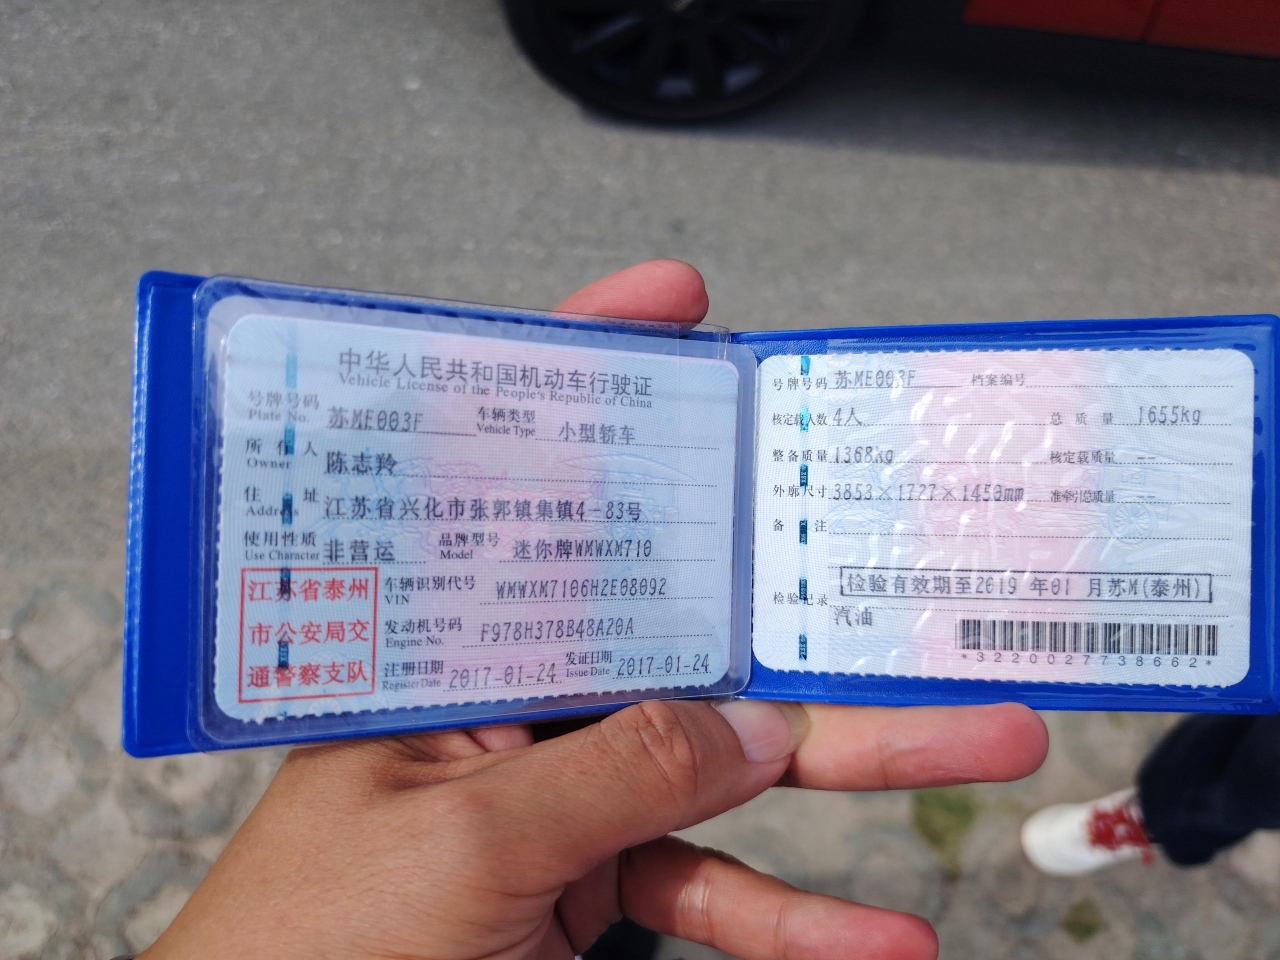 中华人民共和国机动车行驶证
Vehicle License of the People's Republic of China
号牌号码 苏ME003F 车辆类型 小型轿车
Plate No. Vehicle Type
所有人 陈志羚
Owner
住址 江苏省兴化市张郭镇集镇4-83号
Address
使用性质 非营运 品牌型号 迷你牌WMWXM710
Use Character Model
江苏省泰州
市公安局交
通警察支队
车辆识别代号 WMWXM7106H2E08092
VIN
发动机号码 F978H378B48A20A
Engine No.
注册日期 2017-01-24 发证日期 2017-01-24
Register Date Issue Date
号牌号码 苏ME003F 档案编号
核定载人数 4人 总质量 1655kg
整备质量 1368kg 核定载质量 --
外廓尺寸 3853×1727×1450mm 准牵引总质量 --
备注
检验有效期至2019年01月苏M(泰州)
检验记录
汽油
*3220027738662*